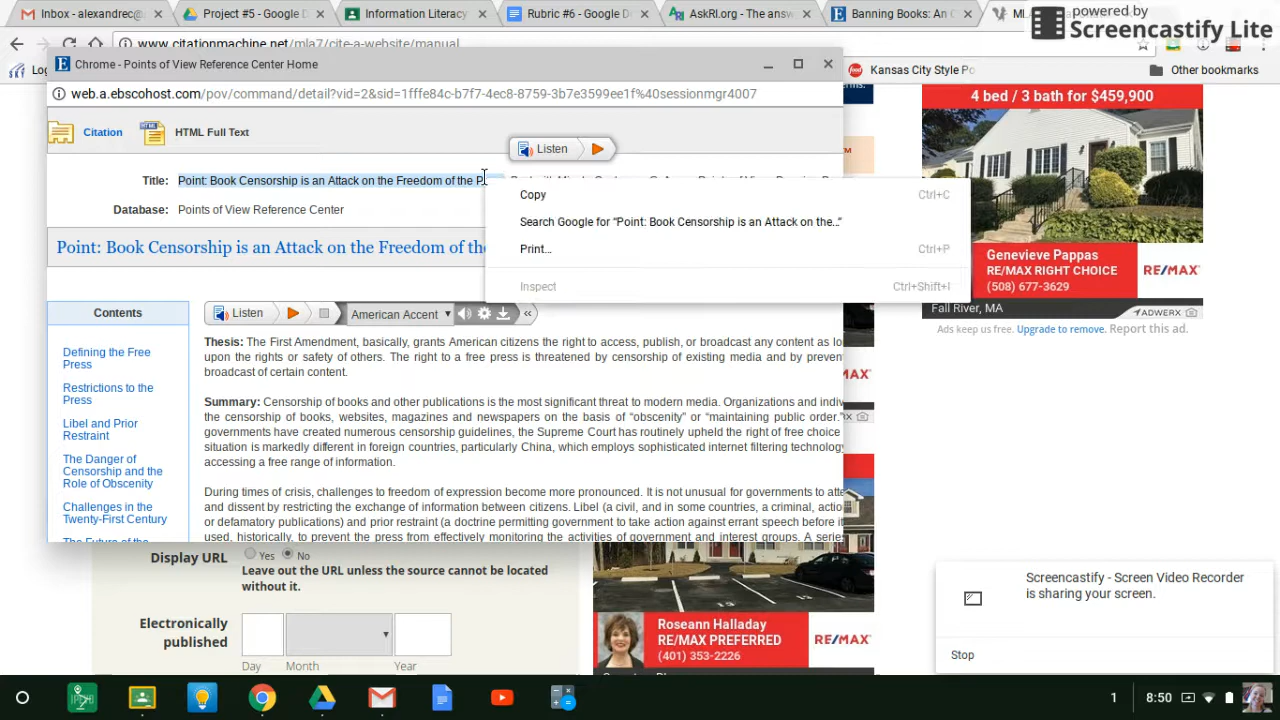 Inbox - alexandrec@
Project #5 - Google D
Information Literacy
Rubric #6 - Google D
AskRI.org - The answ
Banning Books: An C
powered by
Screencastify Lite
www.citationmachine.net/mla7/cite-a-website/manual
Kansas City Style Po
Other bookmarks
Chrome - Points of View Reference Center Home
web.a.ebscohost.com/pov/command/detail?vid=2&sid=1fffe84c-b7f7-4ec8-8759-3b7e3599ee1f%40sessionmgr4007
Citation
HTML Full Text
Listen
Title: Point: Book Censorship is an Attack on the Freedom of the P
Database: Points of View Reference Center
Copy Ctrl+C
Search Google for "Point: Book Censorship is an Attack on the..."
Print... Ctrl+P
Inspect Ctrl+Shift+I
Point: Book Censorship is an Attack on the Freedom of the
Contents
Defining the Free
Press
Restrictions to the
Press
Libel and Prior
Restraint
The Danger of
Censorship and the
Role of Obscenity
Challenges in the
Twenty-First Century
The Future of the
Listen
American Accent
Thesis: The First Amendment, basically, grants American citizens the right to access, publish, or broadcast any content as lo
upon the rights or safety of others. The right to a free press is threatened by censorship of existing media and by preven
broadcast of certain content.
Summary: Censorship of books and other publications is the most significant threat to modern media. Organizations and indiv
the censorship of books, websites, magazines and newspapers on the basis of “obscenity” or “maintaining public order.”
governments have created numerous censorship guidelines, the Supreme Court has routinely upheld the right of free choice
situation is markedly different in foreign countries, particularly China, which employs sophisticated internet filtering technology
accessing a free range of information.
During times of crisis, challenges to freedom of expression become more pronounced. It is not unusual for governments to atte
and dissent by restricting the exchange of information between citizens. Libel (a civil, and in some countries, a criminal, actio
or defamatory publications) and prior restraint (a doctrine permitting government to take action against errant speech before it
used, historically, to prevent the press from effectively monitoring the activities of government and interest groups. A serie
4 bed / 3 bath for $459,900
Genevieve Pappas
RE/MAX RIGHT CHOICE
(508) 677-3629
RE/MAX
Fall River, MA
ADWERX
Ads keep us free. Upgrade to remove. Report this ad.
Display URL
Yes
No
Leave out the URL unless the source cannot be located
without it.
Electronically
published
Day
Month
Year
Roseann Halladay
RE/MAX PREFERRED
(401) 353-2226
RE/MAX
Screencastify - Screen Video Recorder
is sharing your screen.
Stop
1
8:50